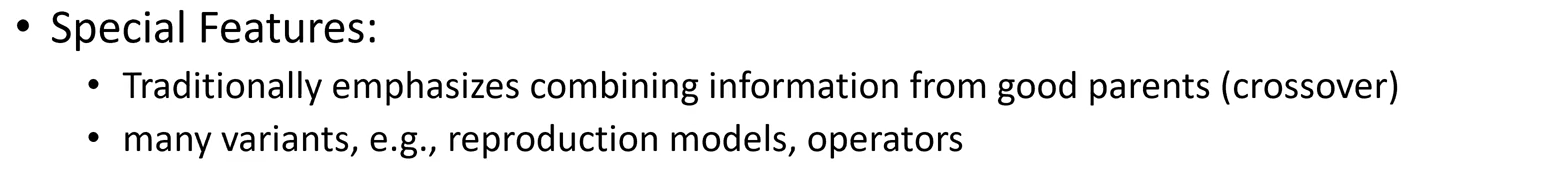 • Special Features:
• Traditionally emphasizes combining information from good parents (crossover)
• many variants, e.g., reproduction models, operators